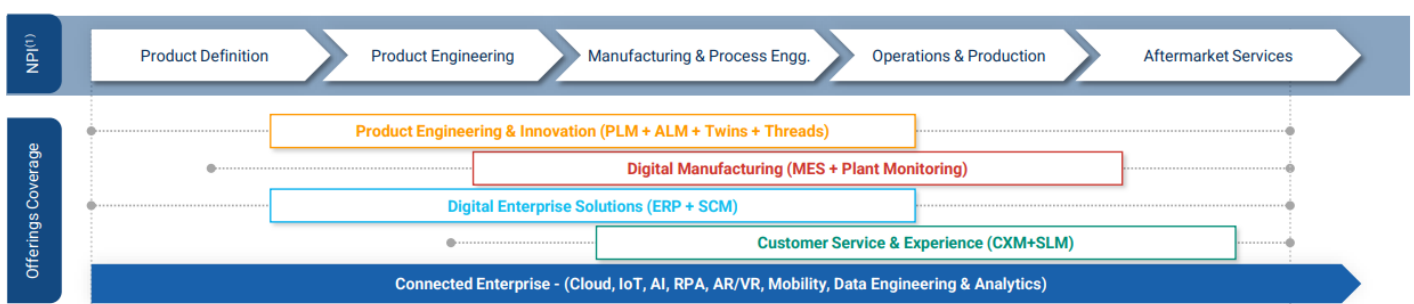 NPI(1)
Product Definition
Product Engineering
Manufacturing & Process Engg.
Operations & Production
Aftermarket Services
Offerings Coverage
Product Engineering & Innovation (PLM + ALM + Twins + Threads)
Digital Manufacturing (MES + Plant Monitoring)
Digital Enterprise Solutions (ERP + SCM)
Customer Service & Experience (CXM+SLM)
Connected Enterprise - (Cloud, IoT, AI, RPA, AR/VR, Mobility, Data Engineering & Analytics)